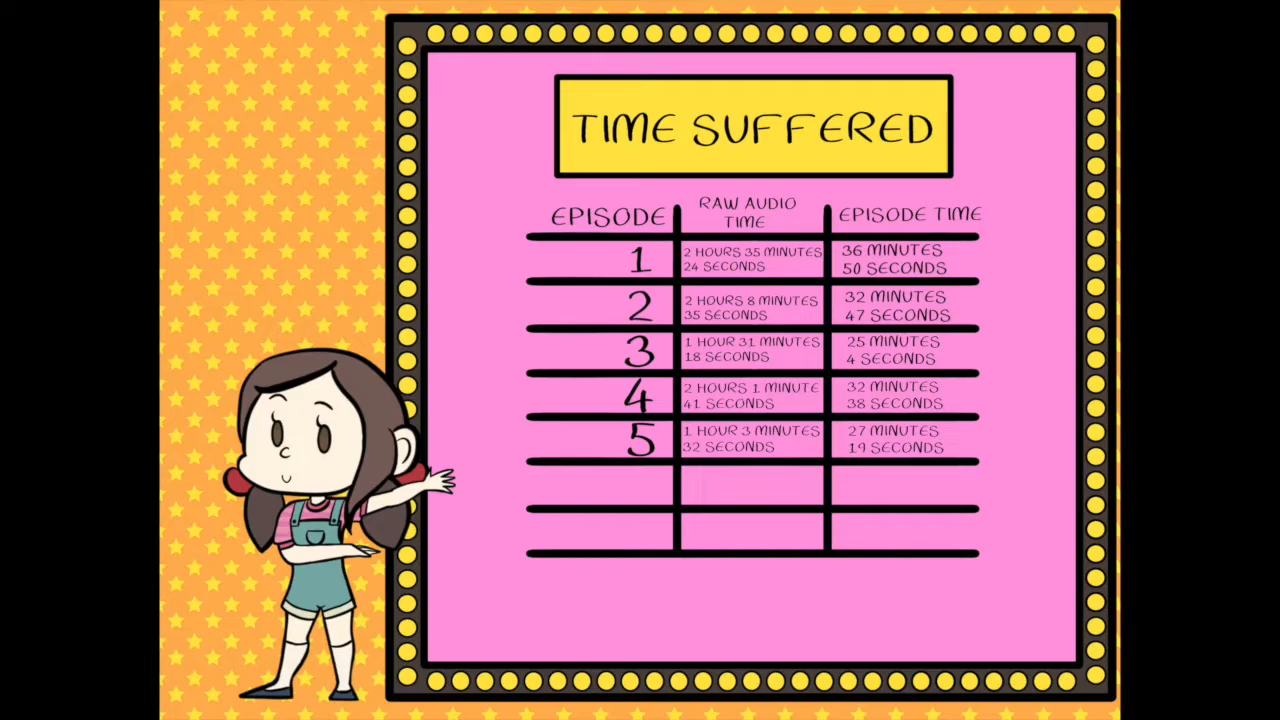 TIME SUFFERED
EPISODE
RAW AUDIO
TIME
EPISODE TIME
1
2 HOURS 35 MINUTES
24 SECONDS
36 MINUTES
50 SECONDS
2
2 HOURS 8 MINUTES
35 SECONDS
32 MINUTES
47 SECONDS
3
1 HOUR 31 MINUTES
18 SECONDS
25 MINUTES
4 SECONDS
4
2 HOURS 1 MINUTE
41 SECONDS
32 MINUTES
38 SECONDS
5
1 HOUR 3 MINUTES
32 SECONDS
27 MINUTES
19 SECONDS